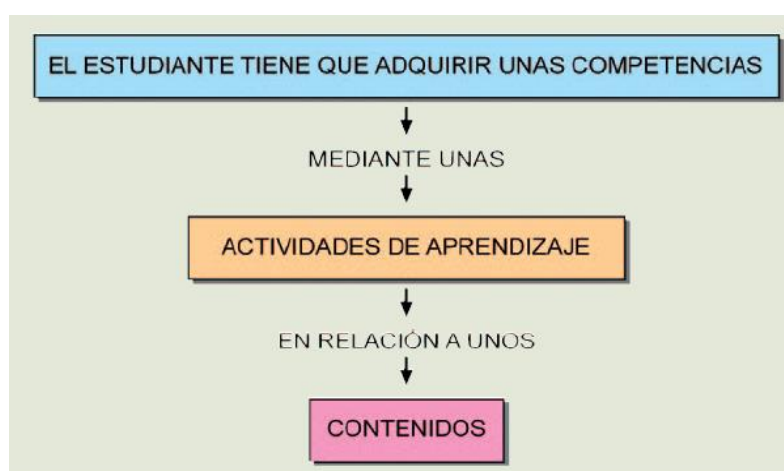 EL ESTUDIANTE TIENE QUE ADQUIRIR UNAS COMPETENCIAS
MEDIANTE UNAS
ACTIVIDADES DE APRENDIZAJE
EN RELACIÓN A UNOS
CONTENIDOS